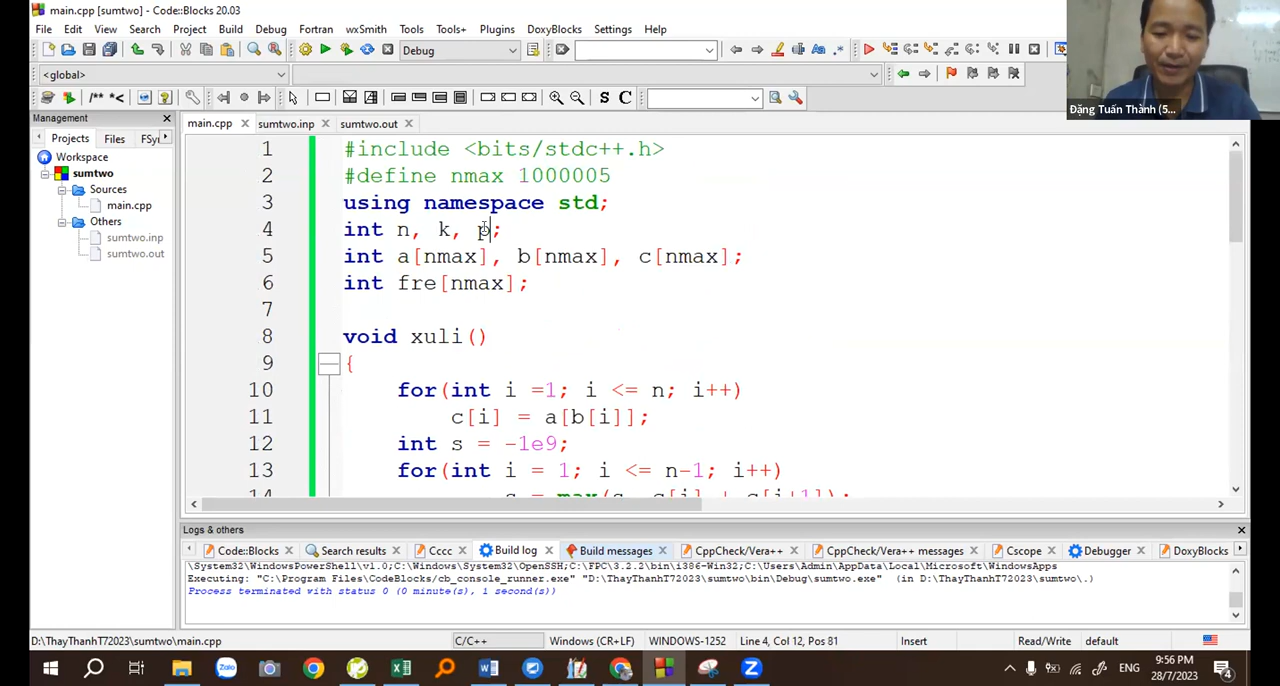 main.cpp [sumtwo] - Code::Blocks 20.03
File Edit View Search Project Build Debug Fortran wxSmith Tools Tools+ Plugins DoxyBlocks Settings Help
Debug
<global>
/** *< S C
Đặng Tuấn Thành (5...
Management
Projects Files FSy
main.cpp sumtwo.inp sumtwo.out
Workspace
sumtwo
Sources
main.cpp
Others
sumtwo.inp
sumtwo.out
1 #include <bits/stdc++.h>
2 #define nmax 1000005
3 using namespace std;
4 int n, k, p;
5 int a[nmax], b[nmax], c[nmax];
6 int fre[nmax];
7
8 void xuli()
9 {
10 for(int i =1; i <= n; i++)
11 c[i] = a[b[i]];
12 int s = -1e9;
13 for(int i = 1; i <= n-1; i++)
14 s = max(s, c[i] + c[i+1]);
Logs & others
Code::Blocks Search results Cccc Build log Build messages CppCheck/Vera++ CppCheck/Vera++ messages Cscope Debugger DoxyBlocks
\System32\WindowsPowerShell\v1.0;C:\Windows\System32\OpenSSH;C:\FPC\3.2.2\bin\i386-Win32;C:\Users\Admin\AppData\Local\Microsoft\WindowsApps
Executing: "C:\Program Files\CodeBlocks/cb_console_runner.exe" "D:\ThayThanhT72023\sumtwo\bin\Debug\sumtwo.exe" (in D:\ThayThanhT72023\sumtwo\.)
Process terminated with status 0 (0 minute(s), 1 second(s))
D:\ThayThanhT72023\sumtwo\main.cpp C/C++ Windows (CR+LF) WINDOWS-1252 Line 4, Col 12, Pos 81 Insert Read/Write default
Zalo
ENG
9:56 PM
28/7/2023
4